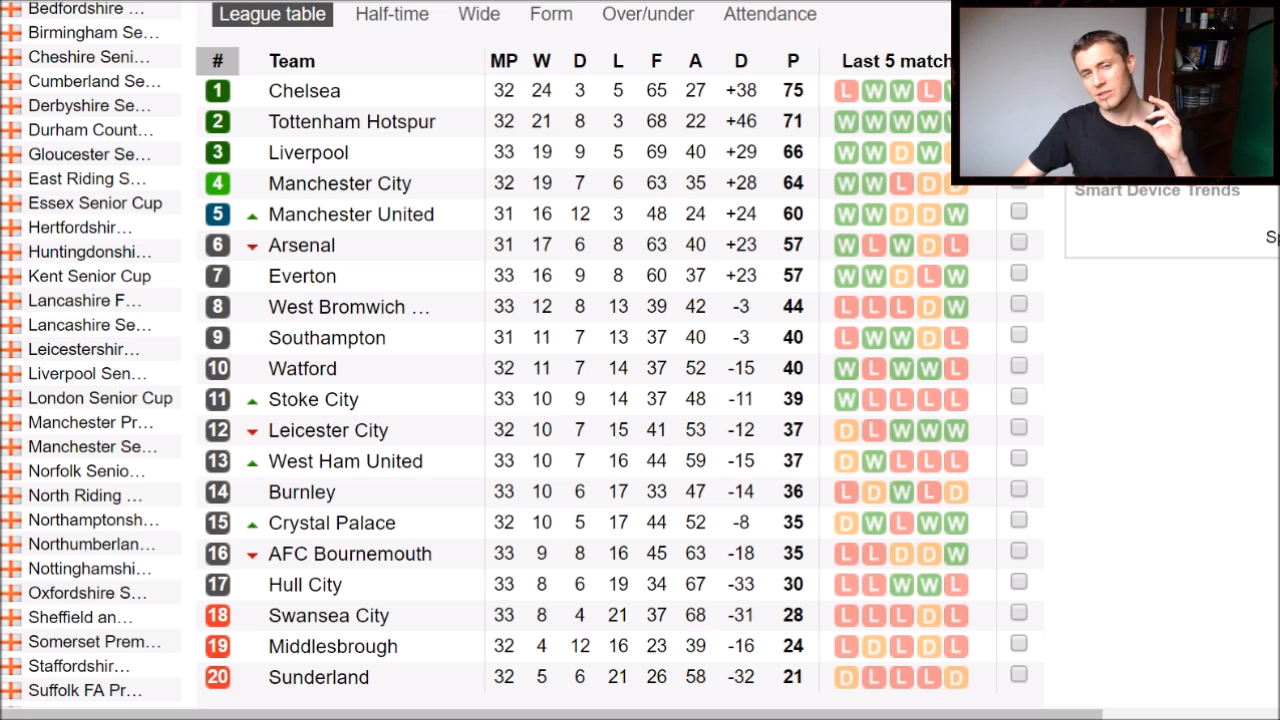 Bedfordshire ...
Birmingham Se...
Cheshire Seni...
Cumberland Se...
Derbyshire Se...
Durham Count...
Gloucester Se...
East Riding S...
Essex Senior Cup
Hertfordshir...
Huntingdonshi...
Kent Senior Cup
Lancashire F...
Lancashire Se...
Leicestershir...
Liverpool Sen...
London Senior Cup
Manchester Pr...
Manchester Se...
Norfolk Senio...
North Riding ...
Northamptonsh...
Northumberlan...
Nottinghamshi...
Oxfordshire S...
Sheffield an...
Somerset Prem...
Staffordshir...
Suffolk FA Pr...
League table Half-time Wide Form Over/under Attendance
# Team MP W D L F A D P Last 5 match
1 Chelsea 32 24 3 5 65 27 +38 75 L W W L W
2 Tottenham Hotspur 32 21 8 3 68 22 +46 71 W W W W W
3 Liverpool 33 19 9 5 69 40 +29 66 W W D W
4 Manchester City 32 19 7 6 63 35 +28 64 W W L D D
5 Manchester United 31 16 12 3 48 24 +24 60 W W D D W
6 Arsenal 31 17 6 8 63 40 +23 57 W L W D L
7 Everton 33 16 9 8 60 37 +23 57 W W D L W
8 West Bromwich ... 33 12 8 13 39 42 -3 44 L L L D W
9 Southampton 31 11 7 13 37 40 -3 40 L W W D L
10 Watford 32 11 7 14 37 52 -15 40 W L W W L
11 Stoke City 33 10 9 14 37 48 -11 39 W L L L L
12 Leicester City 32 10 7 15 41 53 -12 37 D L W W W
13 West Ham United 33 10 7 16 44 59 -15 37 D W L L L
14 Burnley 33 10 6 17 33 47 -14 36 L D W L D
15 Crystal Palace 32 10 5 17 44 52 -8 35 D W L W W
16 AFC Bournemouth 33 9 8 16 45 63 -18 35 L L D D W
17 Hull City 33 8 6 19 34 67 -33 30 L L W W L
18 Swansea City 33 8 4 21 37 68 -31 28 L L L D L
19 Middlesbrough 32 4 12 16 23 39 -16 24 L D L D L
20 Sunderland 32 5 6 21 26 58 -32 21 D L L L D
Smart Device Trends